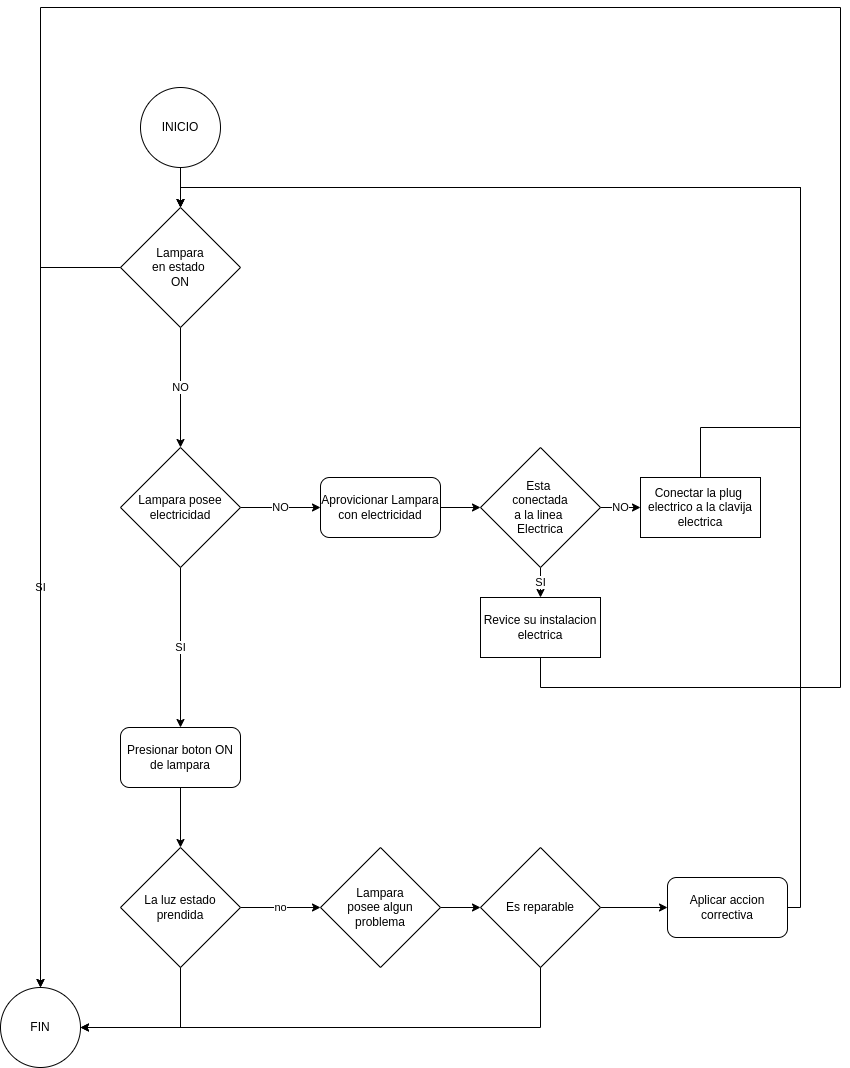 INICIO
Lampara
en estado
ON
NO
Lampara posee
electricidad
NO
Aprovicionar Lampara
con electricidad
Esta
conectada
a la linea
Electrica
NO
Conectar la plug
electrico a la clavija
electrica
SI
SI
Revice su instalacion
electrica
SI
Presionar boton ON
de lampara
La luz estado
prendida
no
Lampara
posee algun
problema
Es reparable
Aplicar accion
correctiva
FIN